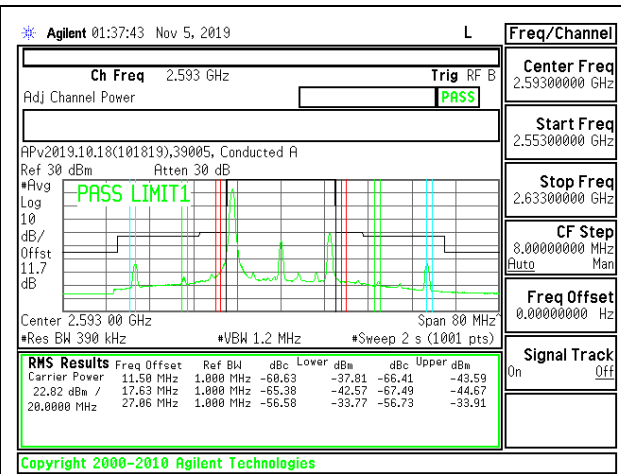 Agilent 01:37:43 Nov 5, 2019 L
Ch Freq 2.593 GHz Trig RF B
Adj Channel Power PASS
APv2019.10.18(101819),39005, Conducted A
Ref 30 dBm Atten 30 dB
#Avg
Log
10
dB/
Offst
11.7
dB
PASS LIMIT1
Center 2.593 00 GHz Span 80 MHz^
#Res BW 390 kHz #VBW 1.2 MHz #Sweep 2 s (1001 pts)
RMS Results Freq Offset Ref BW dBc Lower dBm dBc Upper dBm
Carrier Power 11.50 MHz 1.000 MHz -60.63 -37.81 -66.41 -43.59
22.82 dBm / 17.63 MHz 1.000 MHz -65.38 -42.57 -67.49 -44.67
20.0000 MHz 27.06 MHz 1.000 MHz -56.58 -33.77 -56.73 -33.91
Copyright 2000-2010 Agilent Technologies
Freq/Channel
Center Freq
2.59300000 GHz
Start Freq
2.55300000 GHz
Stop Freq
2.63300000 GHz
CF Step
8.00000000 MHz
Auto Man
Freq Offset
0.00000000 Hz
Signal Track
On Off